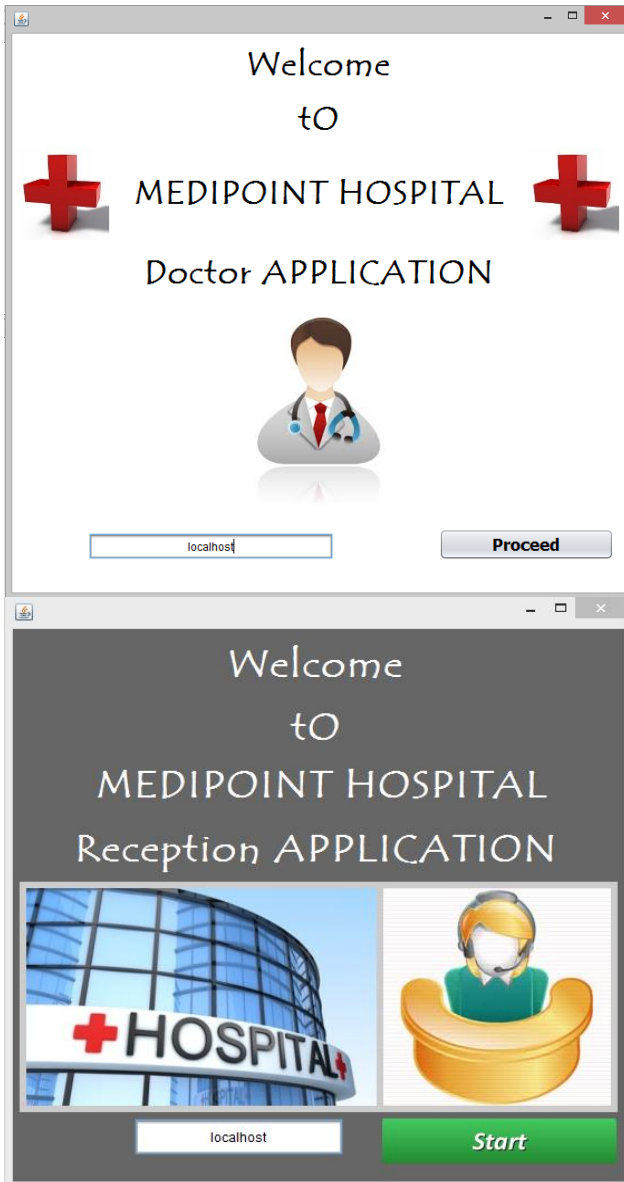 Welcome
tO
MEDIPOINT HOSPITAL
Doctor APPLICATION
localhost
Proceed
Welcome
tO
MEDIPOINT HOSPITAL
Reception APPLICATION
HOSPITAL
localhost
Start